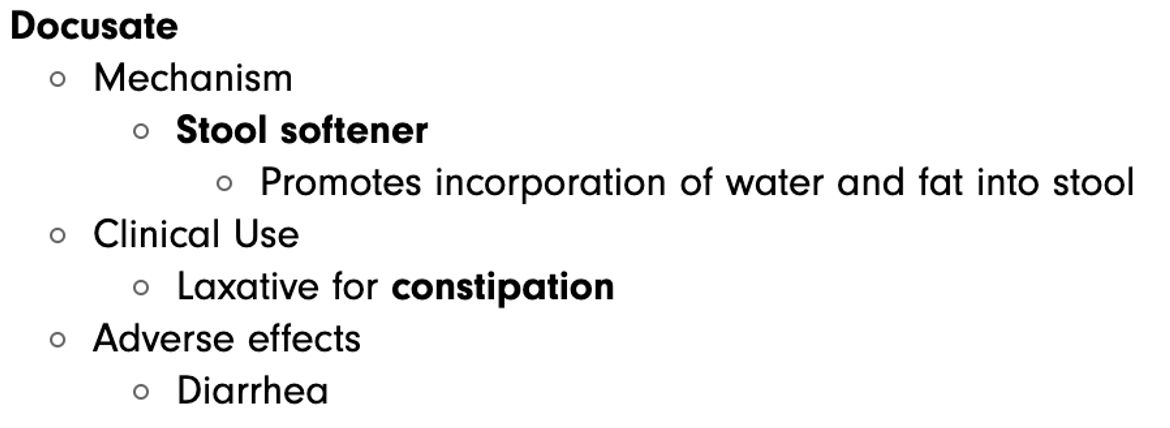 Docusate
Mechanism
Stool softener
Promotes incorporation of water and fat into stool
Clinical Use
Laxative for constipation
Adverse effects
Diarrhea